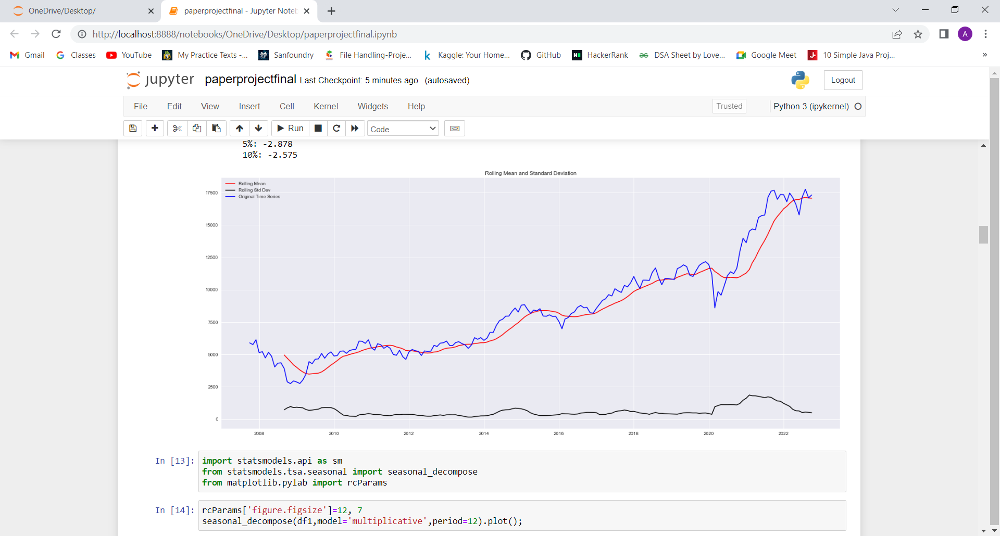 OneDrive/Desktop/
paperprojectfinal - Jupyter Noteb
http://localhost:8888/notebooks/OneDrive/Desktop/paperprojectfinal.ipynb
A
Gmail
Classes
YouTube
My Practice Texts -...
Sanfoundry
File Handling-Proje...
Kaggle: Your Home...
GitHub
HackerRank
DSA Sheet by Love...
Google Meet
10 Simple Java Proj...
»
jupyter paperprojectfinal Last Checkpoint: 5 minutes ago (autosaved)
Logout
File Edit View Insert Cell Kernel Widgets Help
Trusted
Python 3 (ipykernel)
Run
Code
5%: -2.878
10%: -2.575
Rolling Mean and Standard Deviation
Rolling Mean
Rolling Std Dev
Original Time Series
17500
15000
12500
10000
7500
5000
2500
0
2008 2010 2012 2014 2016 2018 2020 2022
In [13]:
import statsmodels.api as sm
from statsmodels.tsa.seasonal import seasonal_decompose
from matplotlib.pylab import rcParams
In [14]:
rcParams['figure.figsize']=12, 7
seasonal_decompose(df1,model='multiplicative',period=12).plot();